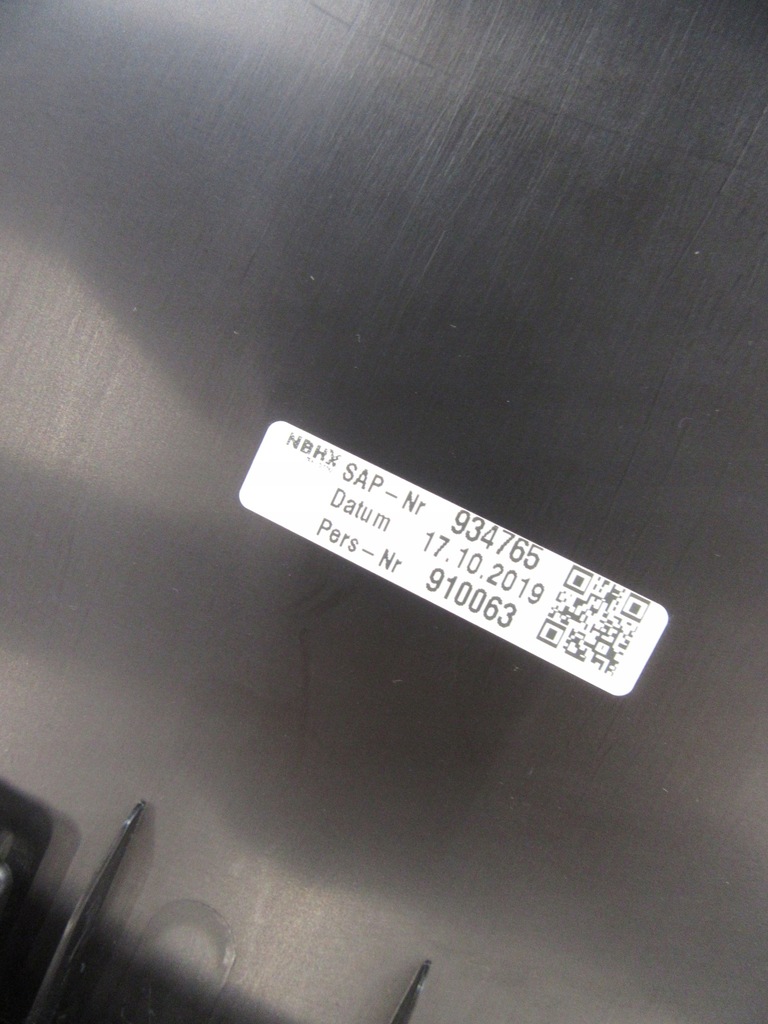 NBHX SAP-Nr 934765
Datum 17.10.2019
Pers-Nr 910063